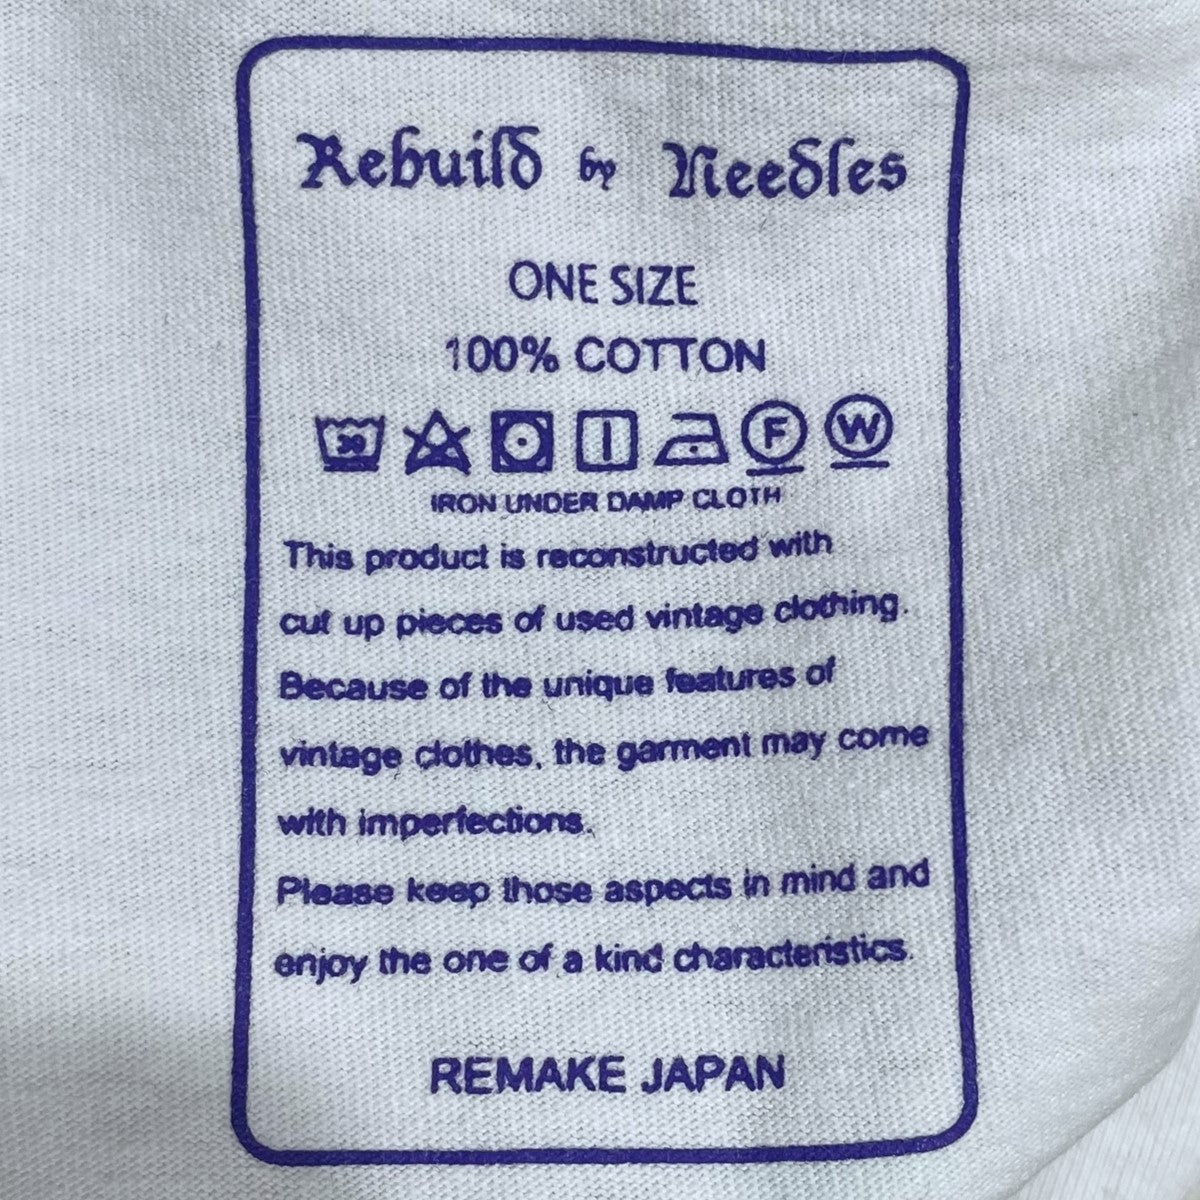 Rebuild by Needles
ONE SIZE
100% COTTON
30 F W
IRON UNDER DAMP CLOTH
This product is reconstructed with
cut up pieces of used vintage clothing.
Because of the unique features of
vintage clothes, the garment may come
with imperfections.
Please keep those aspects in mind and
enjoy the one of a kind characteristics.
REMAKE JAPAN